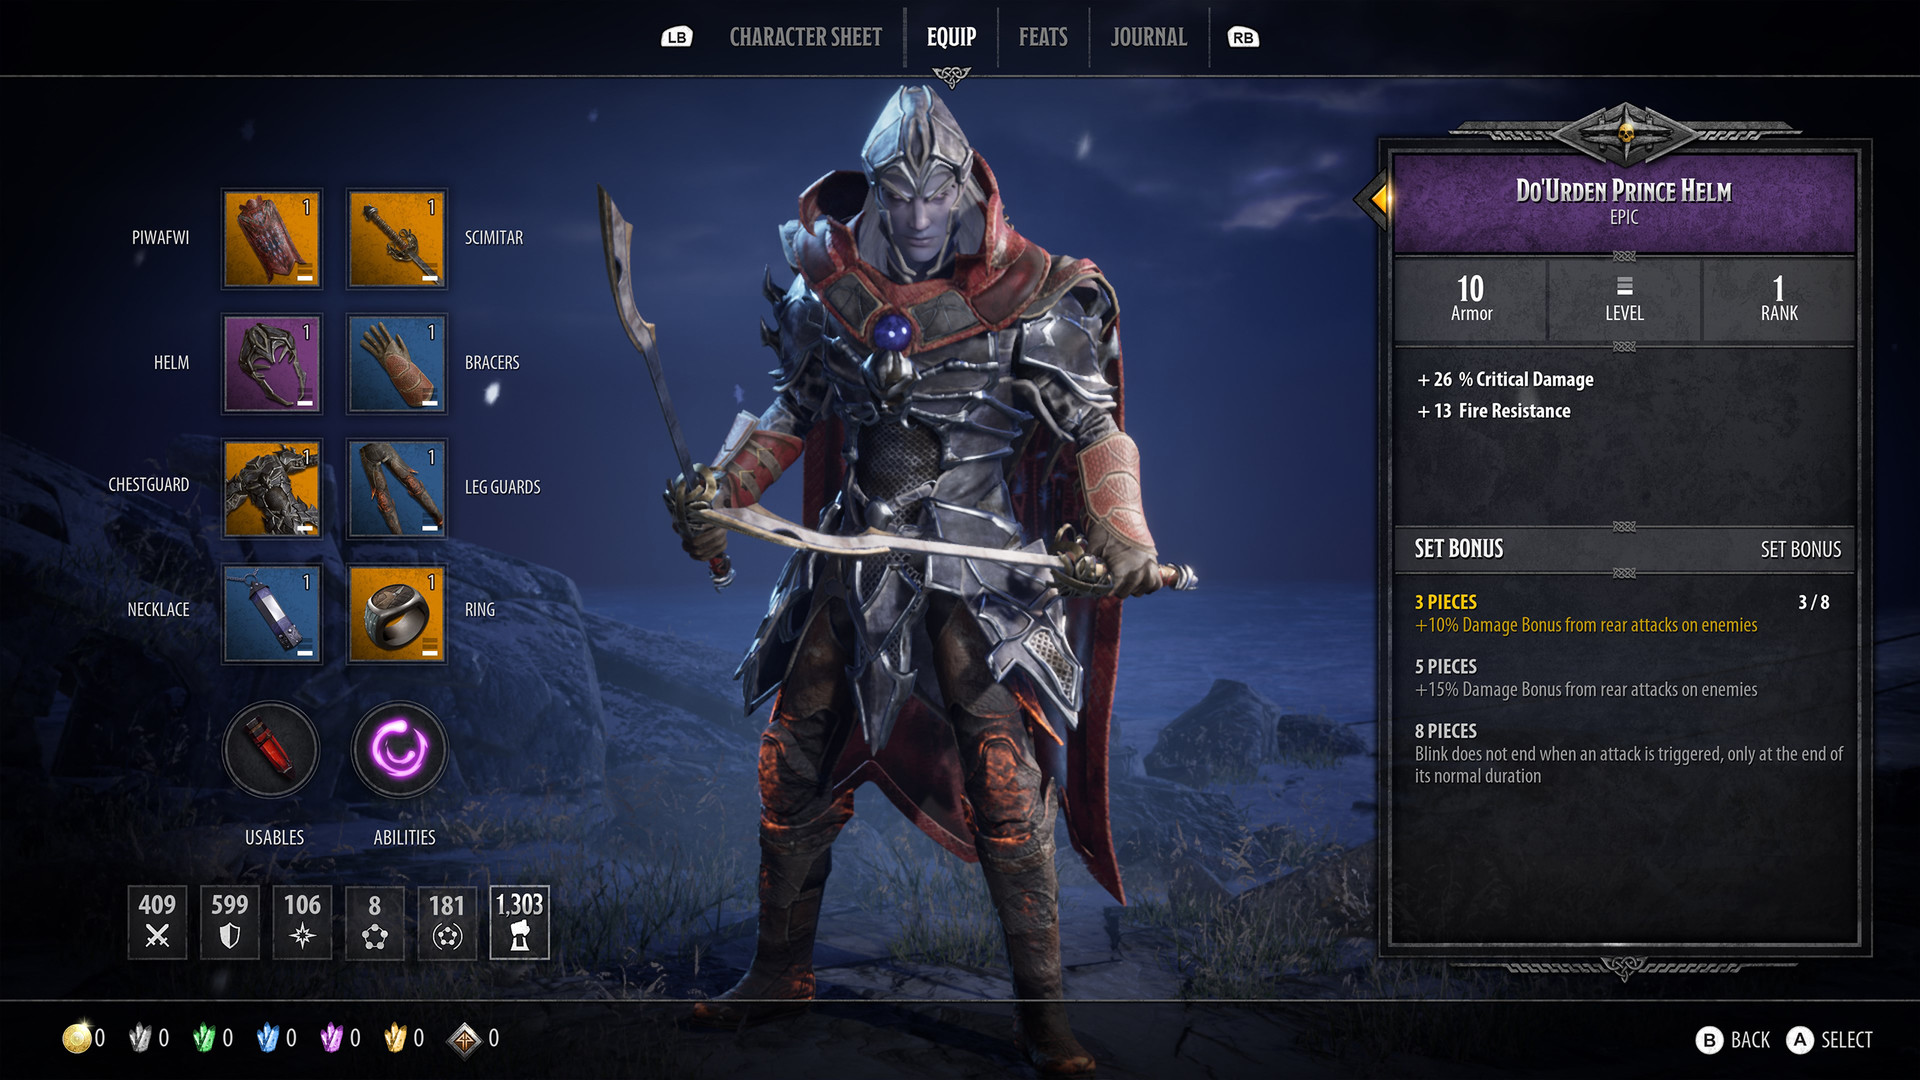 LB CHARACTER SHEET EQUIP FEATS JOURNAL RB
PIWAFWI 1 1 SCIMITAR
HELM 1 1 BRACERS
CHESTGUARD 1 1 LEG GUARDS
NECKLACE 1 1 RING
USABLES ABILITIES
409 599 106 8 181 1,303
DO'URDEN PRINCE HELM
EPIC
10 1
Armor LEVEL RANK
+ 26 % Critical Damage
+ 13 Fire Resistance
SET BONUS SET BONUS
3 PIECES 3 / 8
+10% Damage Bonus from rear attacks on enemies
5 PIECES
+15% Damage Bonus from rear attacks on enemies
8 PIECES
Blink does not end when an attack is triggered, only at the end of
its normal duration
0 0 0 0 0 0 0
B BACK A SELECT